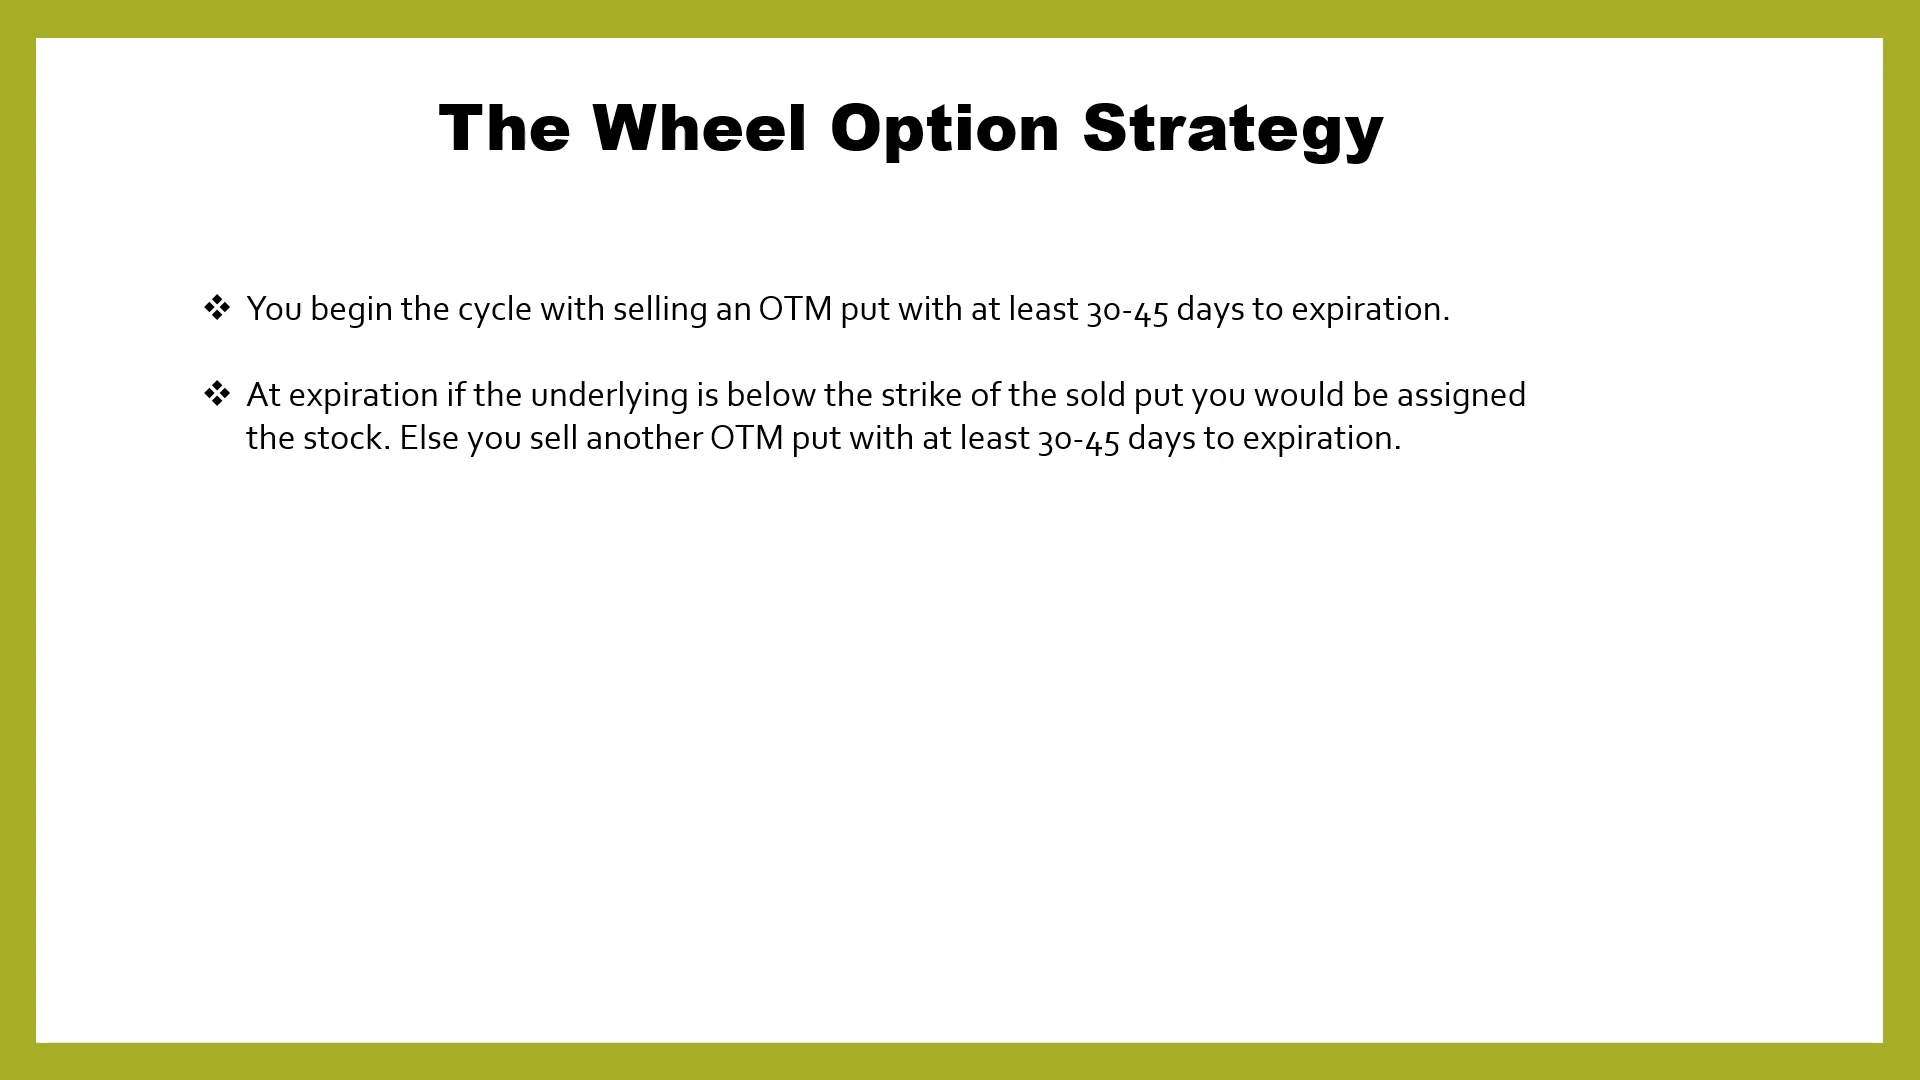 The Wheel Option Strategy
❖ You begin the cycle with selling an OTM put with at least 30-45 days to expiration.
❖ At expiration if the underlying is below the strike of the sold put you would be assigned
the stock. Else you sell another OTM put with at least 30-45 days to expiration.